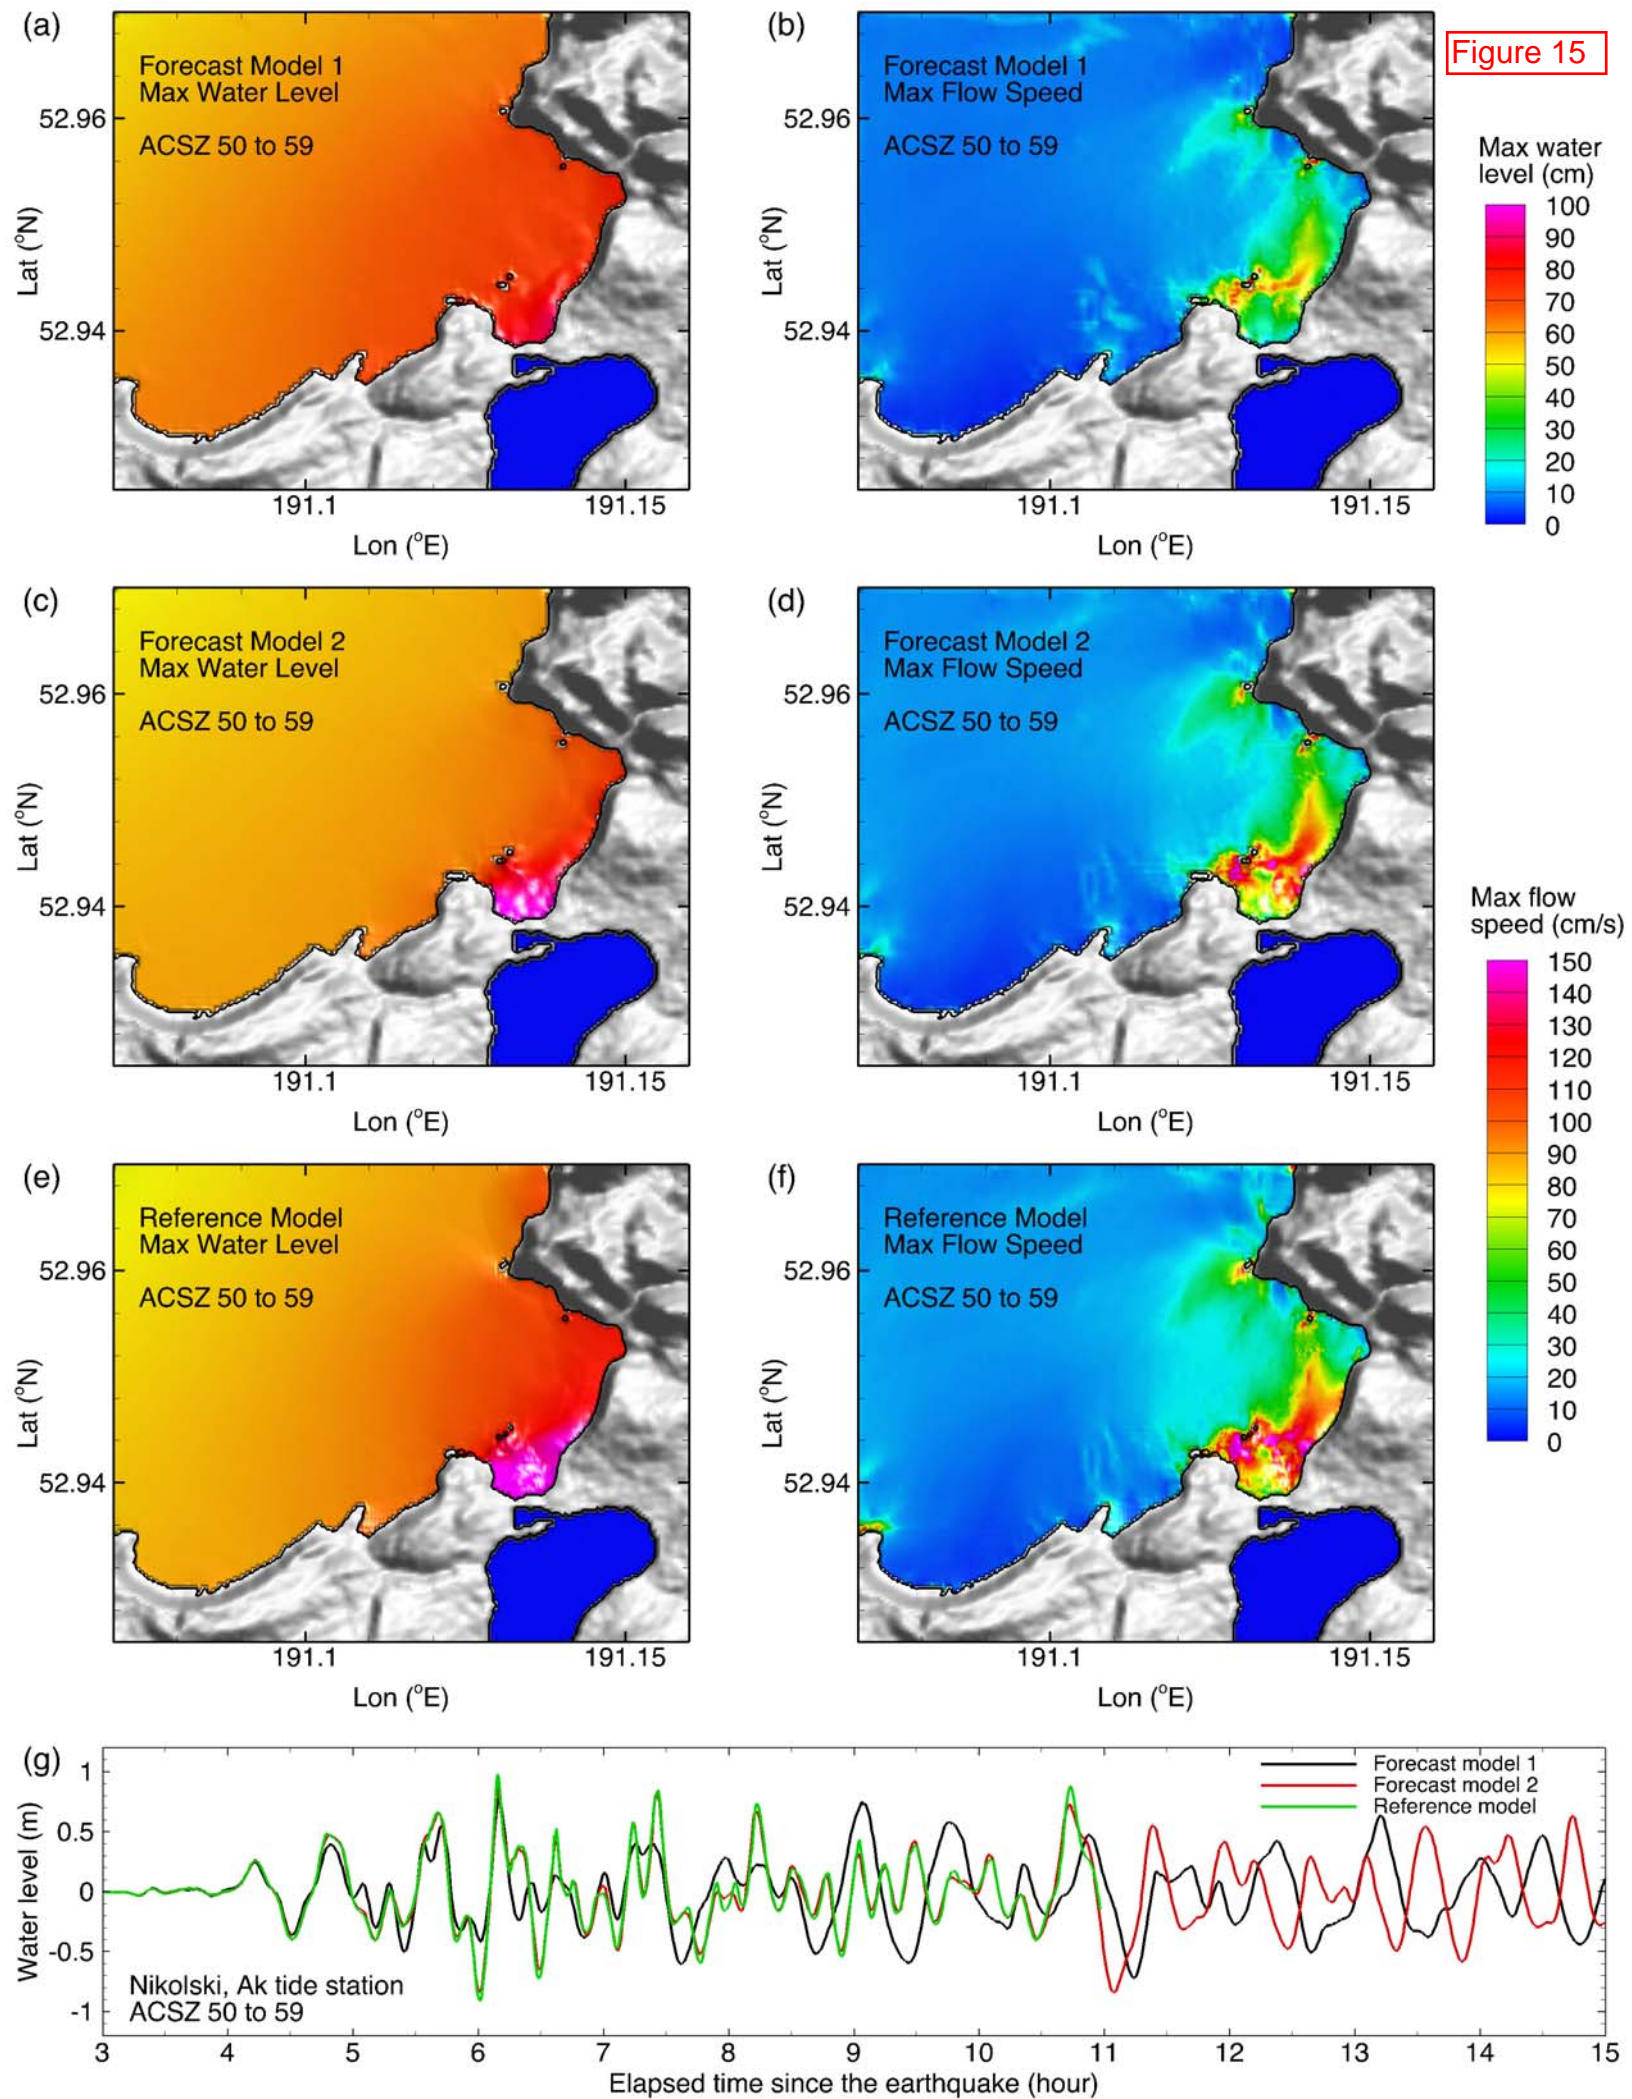 (a)
Forecast Model 1
Max Water Level
ACSZ 50 to 59
52.96
52.94
Lat (°N)
191.1
191.15
Lon (°E)
(b)
Forecast Model 1
Max Flow Speed
ACSZ 50 to 59
52.96
52.94
Lat (°N)
191.1
191.15
Lon (°E)
Figure 15
Max water
level (cm)
100
90
80
70
60
50
40
30
20
10
0
(c)
Forecast Model 2
Max Water Level
ACSZ 50 to 59
52.96
52.94
Lat (°N)
191.1
191.15
Lon (°E)
(d)
Forecast Model 2
Max Flow Speed
ACSZ 50 to 59
52.96
52.94
Lat (°N)
191.1
191.15
Lon (°E)
Max flow
speed (cm/s)
150
140
130
120
110
100
90
80
70
60
50
40
30
20
10
0
(e)
Reference Model
Max Water Level
ACSZ 50 to 59
52.96
52.94
Lat (°N)
191.1
191.15
Lon (°E)
(f)
Reference Model
Max Flow Speed
ACSZ 50 to 59
52.96
52.94
Lat (°N)
191.1
191.15
Lon (°E)
(g)
Water level (m)
1
0.5
0
-0.5
-1
Forecast model 1
Forecast model 2
Reference model
Nikolski, Ak tide station
ACSZ 50 to 59
3 4 5 6 7 8 9 10 11 12 13 14 15
Elapsed time since the earthquake (hour)